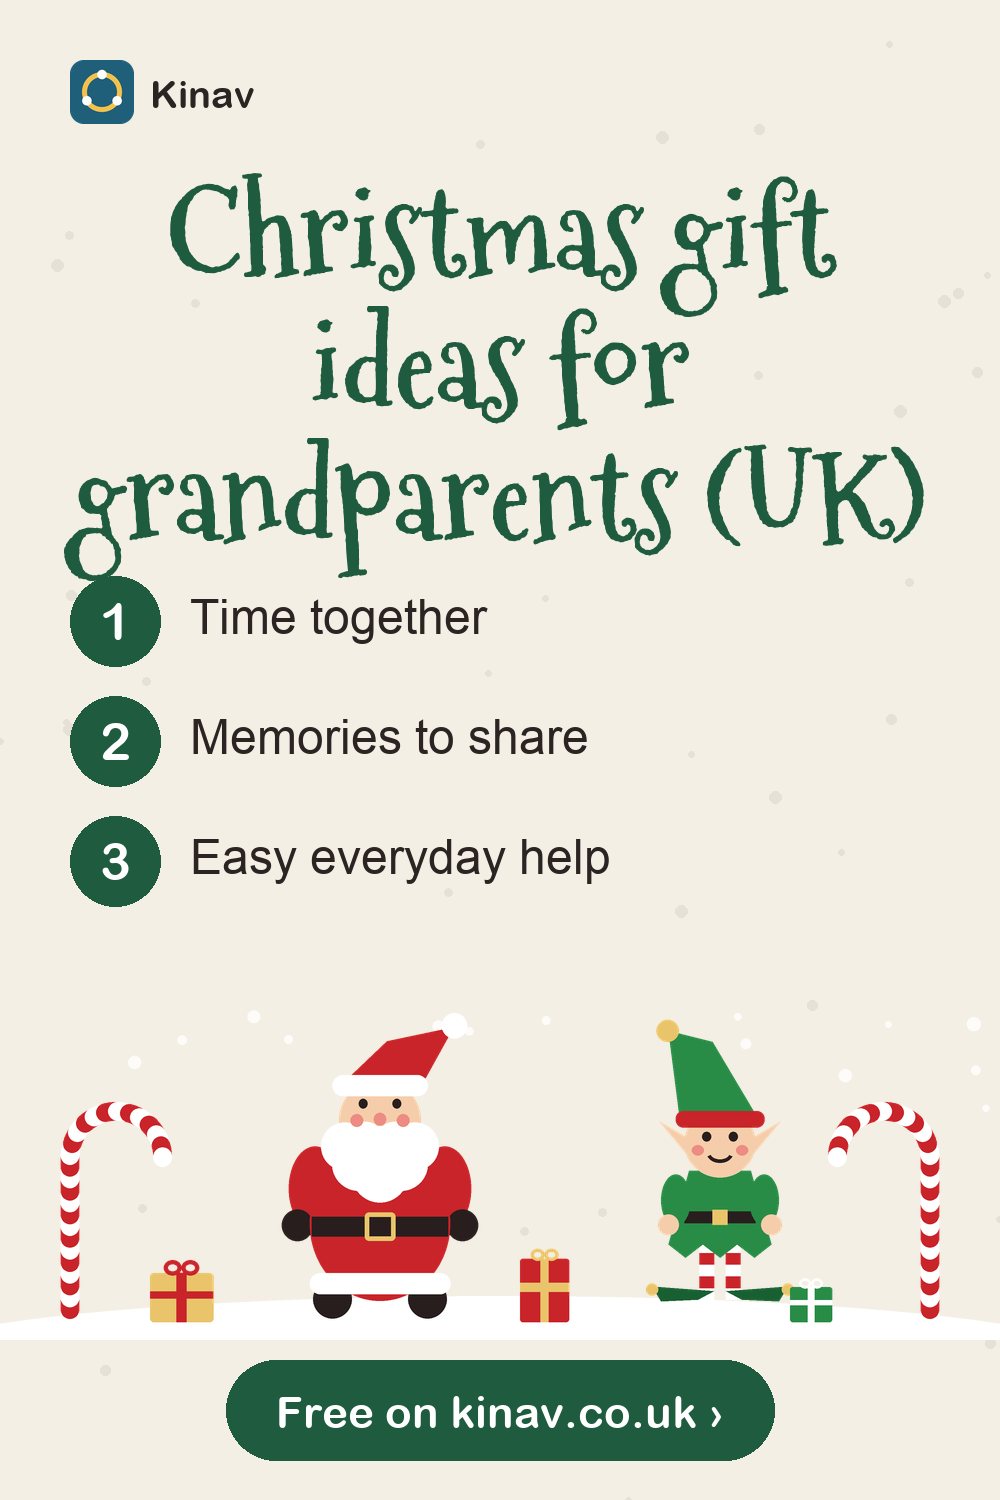 Kinav
Christmas gift
ideas for
grandparents (UK)
1 Time together
2 Memories to share
3 Easy everyday help
Free on kinav.co.uk ›